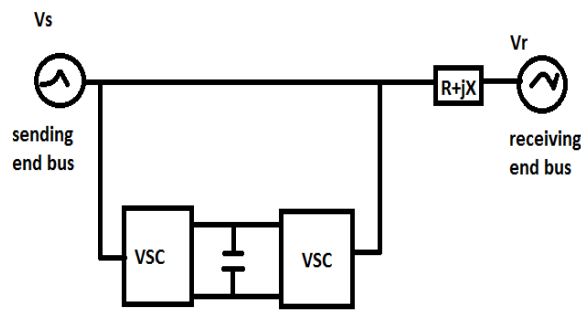 Vs
Vr
R+jX
sending
end bus
receiving
end bus
VSC
VSC